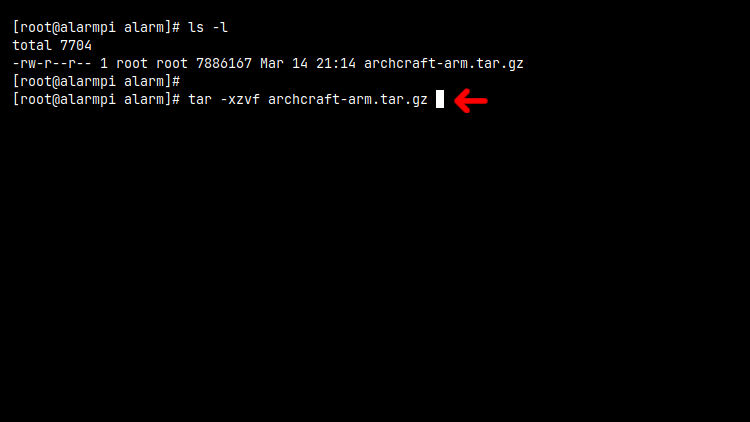 [root@alarmpi alarm]# ls -l
total 7704
-rw-r--r-- 1 root root 7886167 Mar 14 21:14 archcraft-arm.tar.gz
[root@alarmpi alarm]#
[root@alarmpi alarm]# tar -xzvf archcraft-arm.tar.gz